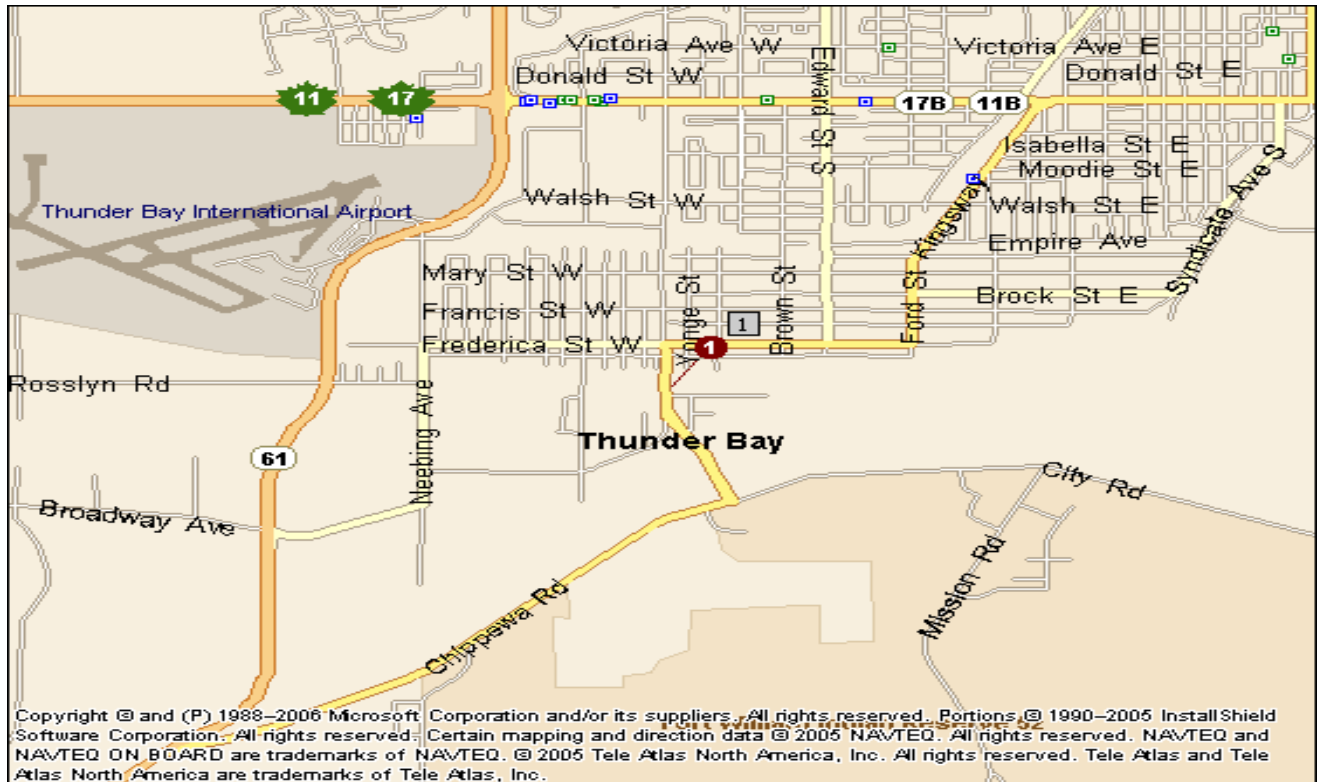 Victoria Ave W
Victoria Ave E
Donald St W
Donald St E
11
17
17B
11B
Edward St S
Isabella St E
Moodie St E
Walsh St W
Walsh St E
Thunder Bay International Airport
Kingsway
Syndicate Ave S
Empire Ave
Mary St W
Yonge St
Brown St
Ford St
Brock St E
Francis St W
1
Frederica St W
1
Rosslyn Rd
Neebing Ave
Thunder Bay
61
City Rd
Broadway Ave
Mission Rd
Chippewa Rd
Copyright © and (P) 1988–2006 Microsoft Corporation and/or its suppliers. All rights reserved. Portions © 1990–2005 InstallShield
Software Corporation. All rights reserved. Certain mapping and direction data © 2005 NAVTEQ. All rights reserved. NAVTEQ and
NAVTEQ ON BOARD are trademarks of NAVTEQ. © 2005 Tele Atlas North America, Inc. All rights reserved. Tele Atlas and Tele
Atlas North America are trademarks of Tele Atlas, Inc.